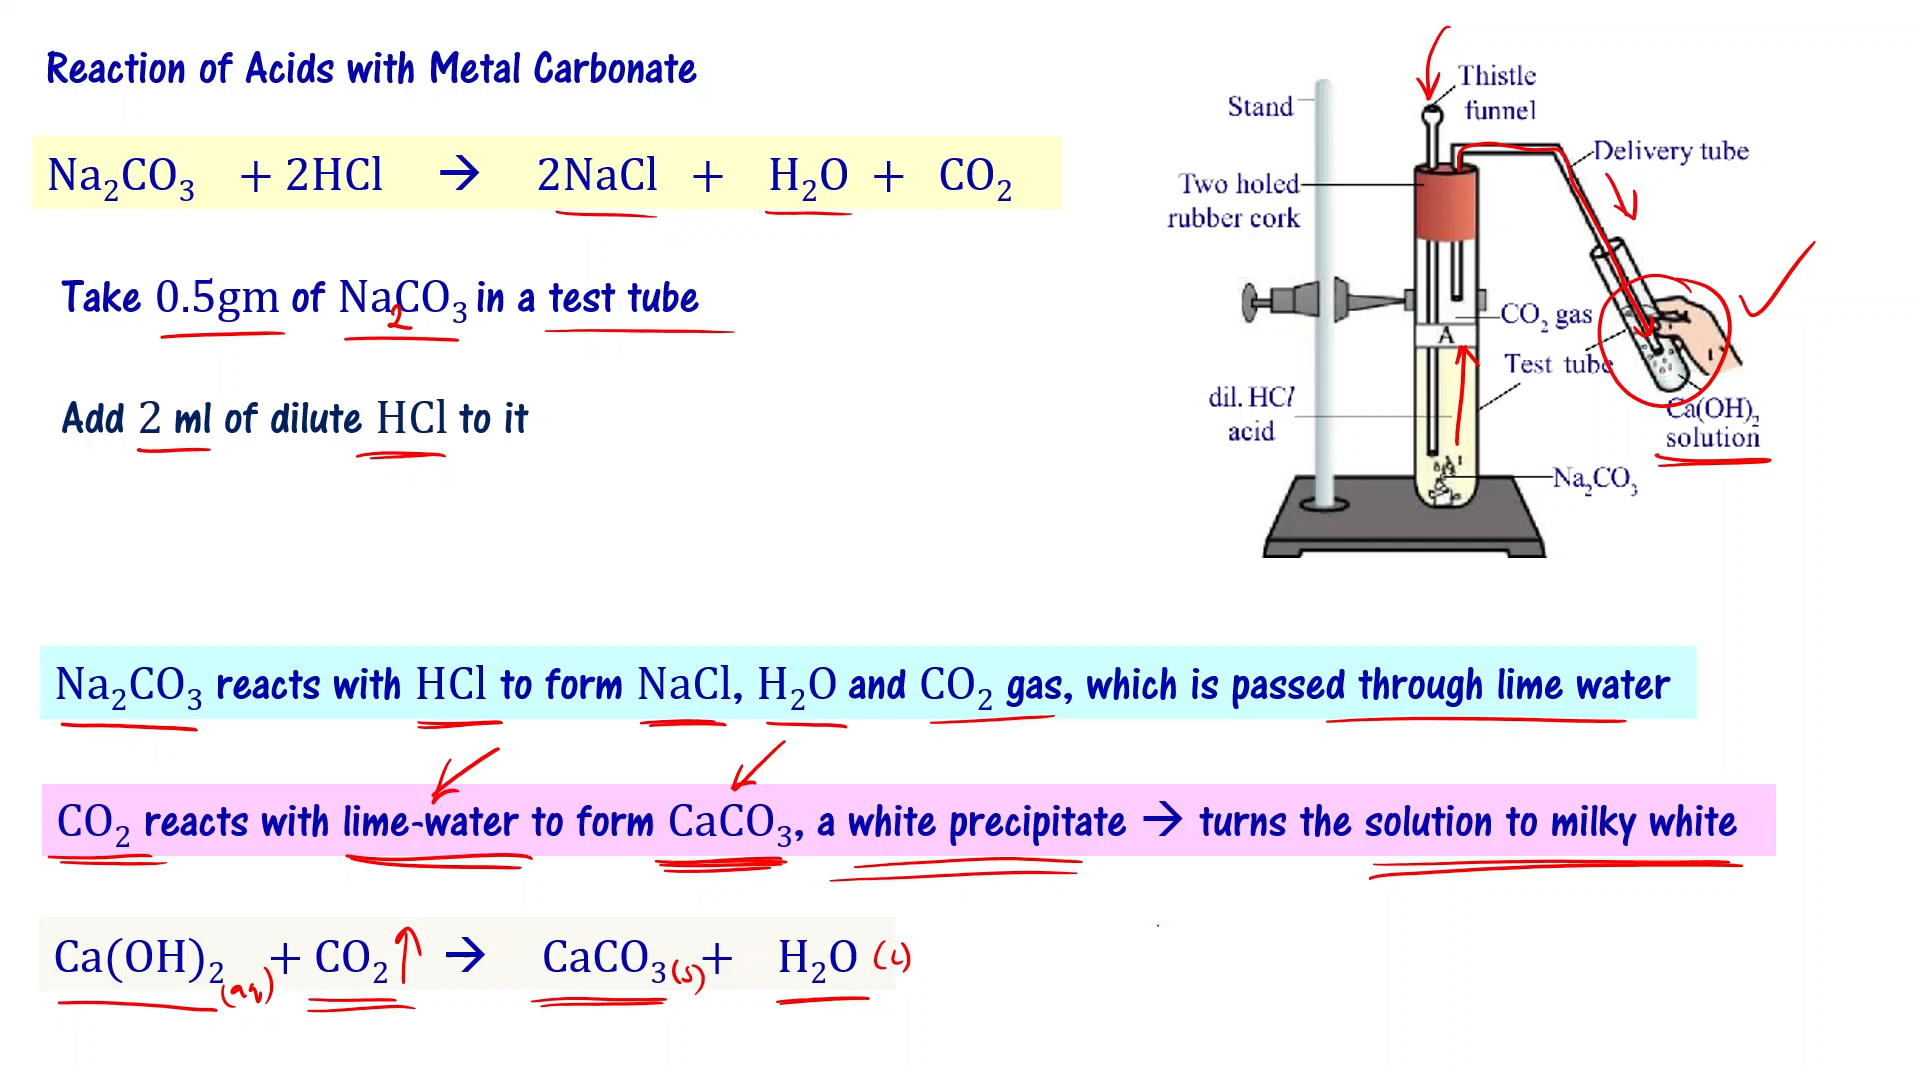 Reaction of Acids with Metal Carbonate
Na₂CO₃ + 2HCl → 2NaCl + H₂O + CO₂
Take 0.5gm of NaCO₃ in a test tube
2
Add 2 ml of dilute HCl to it
Stand
Thistle
funnel
Delivery tube
Two holed
rubber cork
CO₂ gas
A
Test tube
dil. HCl
acid
Ca(OH)₂
solution
Na₂CO₃
Na₂CO₃ reacts with HCl to form NaCl, H₂O and CO₂ gas, which is passed through lime water
CO₂ reacts with lime-water to form CaCO₃, a white precipitate → turns the solution to milky white
Ca(OH)₂ (aq) + CO₂ ↑ → CaCO₃ (s) + H₂O (l)